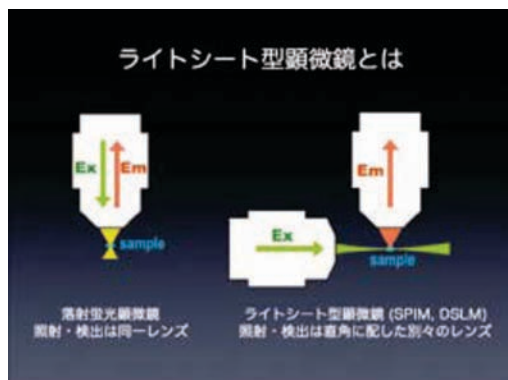 ライトシート型顕微鏡とは
Ex
Em
sample
Em
Ex
sample
落射蛍光顕微鏡
照射・検出は同一レンズ
ライトシート型顕微鏡 (SPIM, DSLM)
照射・検出は直角に配した別々のレンズ